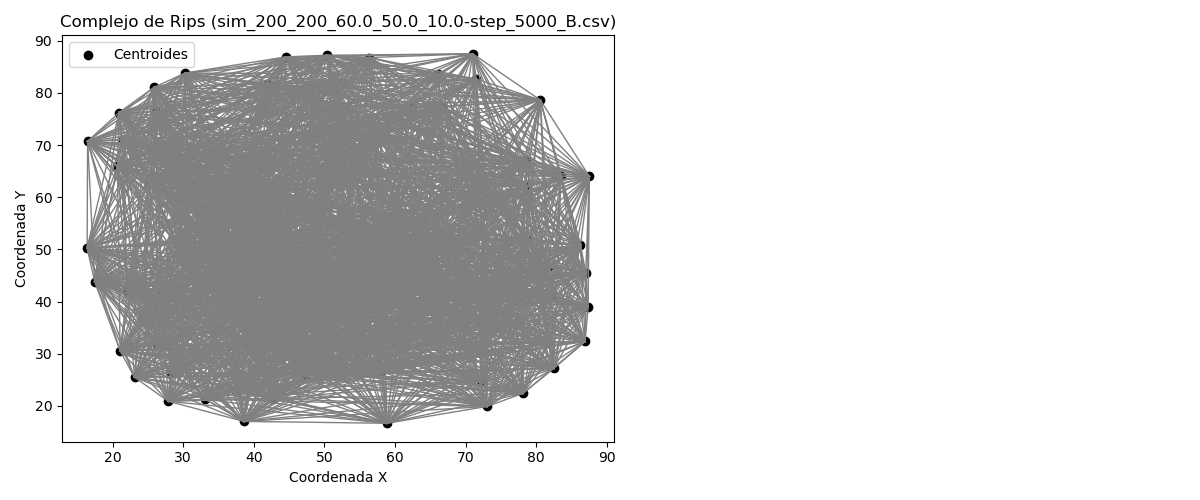 Complejo de Rips (sim_200_200_60.0_50.0_10.0-step_5000_B.csv)
Centroides
90
80
70
60
50
40
30
20
Coordenada Y
20 30 40 50 60 70 80 90
Coordenada X